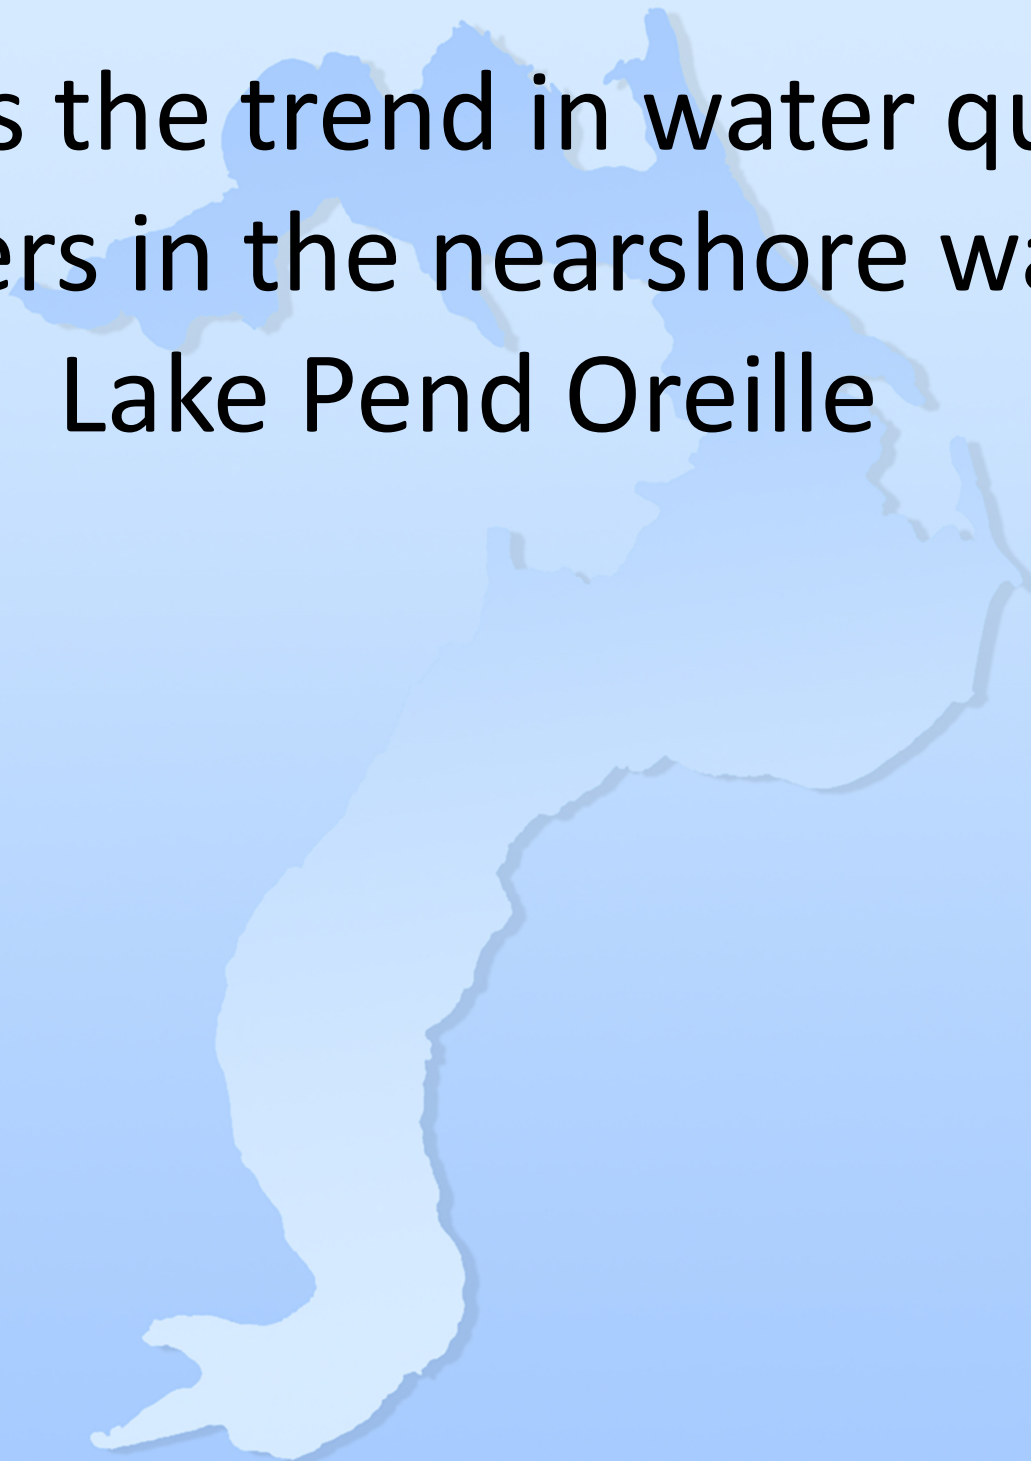 s the trend in water qu
ers in the nearshore wa
Lake Pend Oreille